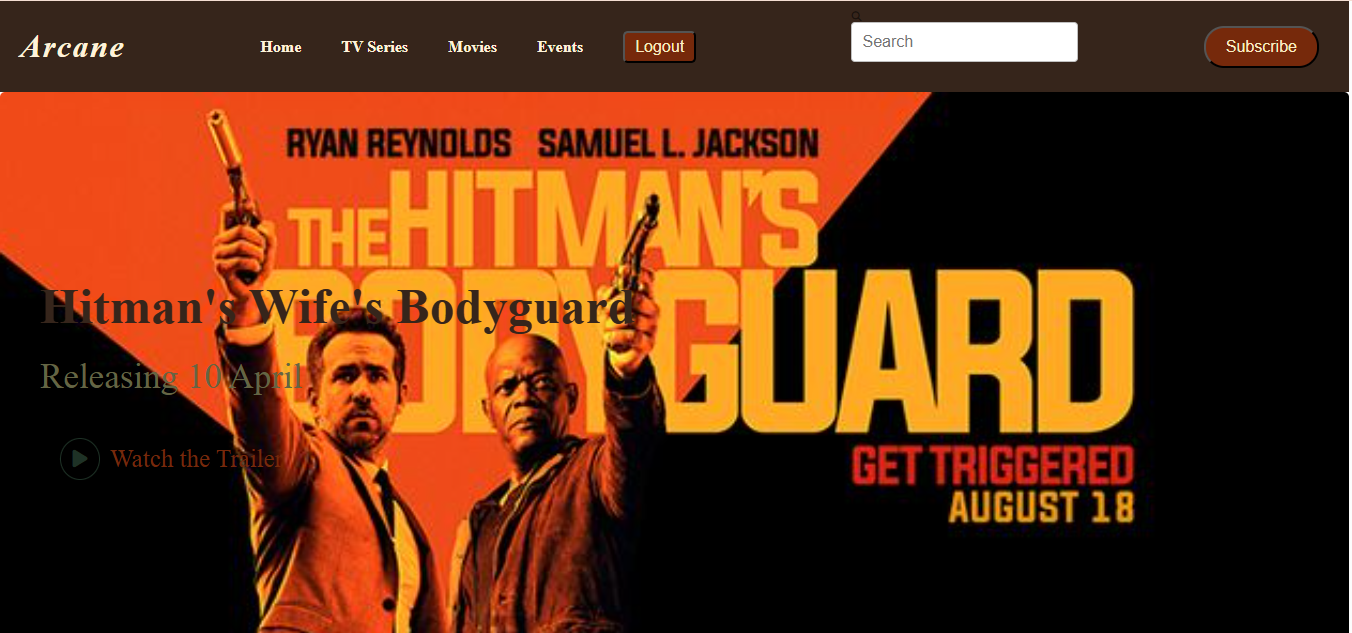 Arcane Home TV Series Movies Events Logout Search Subscribe
RYAN REYNOLDS SAMUEL L. JACKSON
THE HITMAN'S
BODYGUARD
Hitman's Wife's Bodyguard
Releasing 10 April
Watch the Trailer
GET TRIGGERED
AUGUST 18